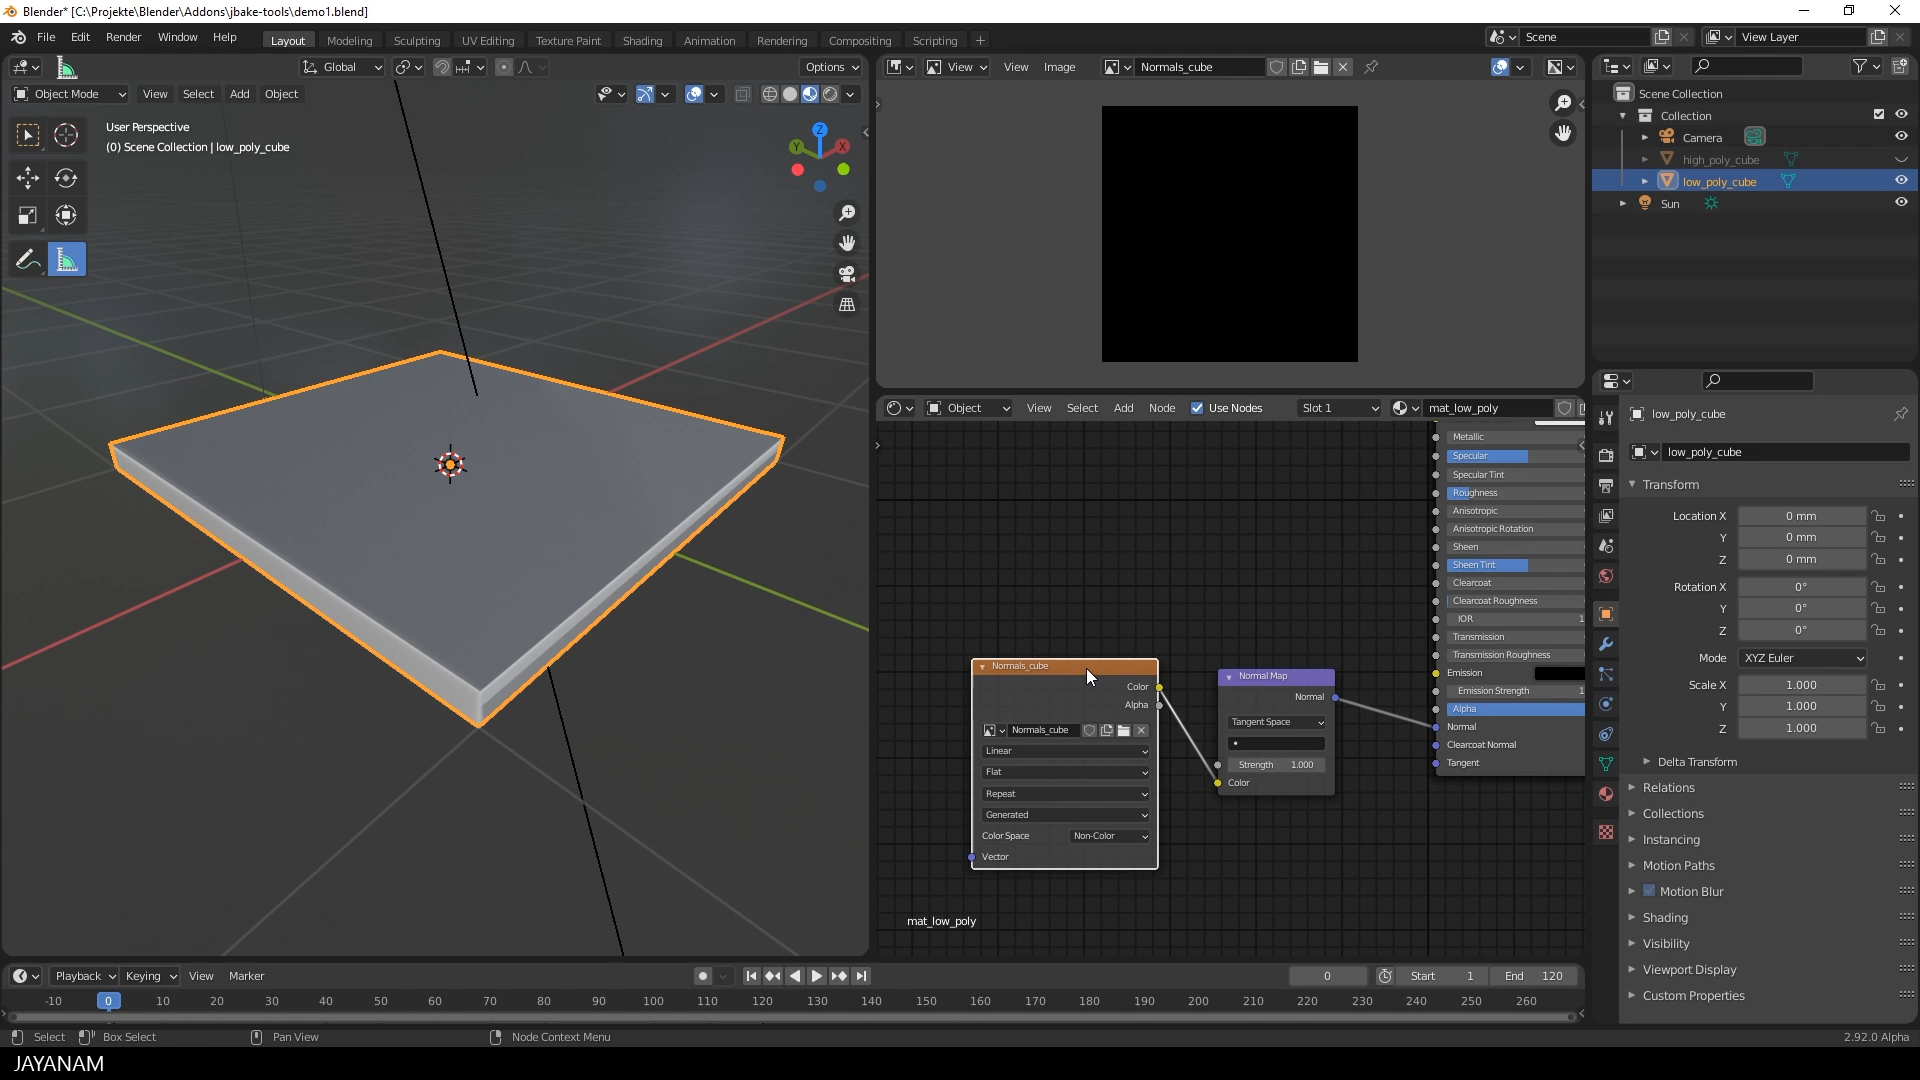 Blender* [C:\Projekte\Blender\Addons\jbake-tools\demo1.blend]
File Edit Render Window Help
Layout Modeling Sculpting UV Editing Texture Paint Shading Animation Rendering Compositing Scripting +
Scene
View Layer
Global
Options
Object Mode View Select Add Object
User Perspective
(0) Scene Collection | low_poly_cube
Z
Y
X
View View Image Normals_cube
Object View Select Add Node Use Nodes Slot 1 mat_low_poly
Metallic
Specular
Specular Tint
Roughness
Anisotropic
Anisotropic Rotation
Sheen
Sheen Tint
Clearcoat
Clearcoat Roughness
IOR 1
Transmission
Transmission Roughness
Emission
Emission Strength 1
Alpha
Normal
Clearcoat Normal
Tangent
Normals_cube
Color
Alpha
Normals_cube
Linear
Flat
Repeat
Generated
Color Space Non-Color
Vector
Normal Map
Normal
Tangent Space
Strength 1.000
Color
mat_low_poly
Scene Collection
Collection
Camera
high_poly_cube
low_poly_cube
Sun
low_poly_cube
low_poly_cube
Transform
Location X 0 mm
Y 0 mm
Z 0 mm
Rotation X 0°
Y 0°
Z 0°
Mode XYZ Euler
Scale X 1.000
Y 1.000
Z 1.000
Delta Transform
Relations
Collections
Instancing
Motion Paths
Motion Blur
Shading
Visibility
Viewport Display
Custom Properties
Playback Keying View Marker
0 Start 1 End 120
-10 0 10 20 30 40 50 60 70 80 90 100 110 120 130 140 150 160 170 180 190 200 210 220 230 240 250 260
Select Box Select Pan View Node Context Menu 2.92.0 Alpha
JAYANAM